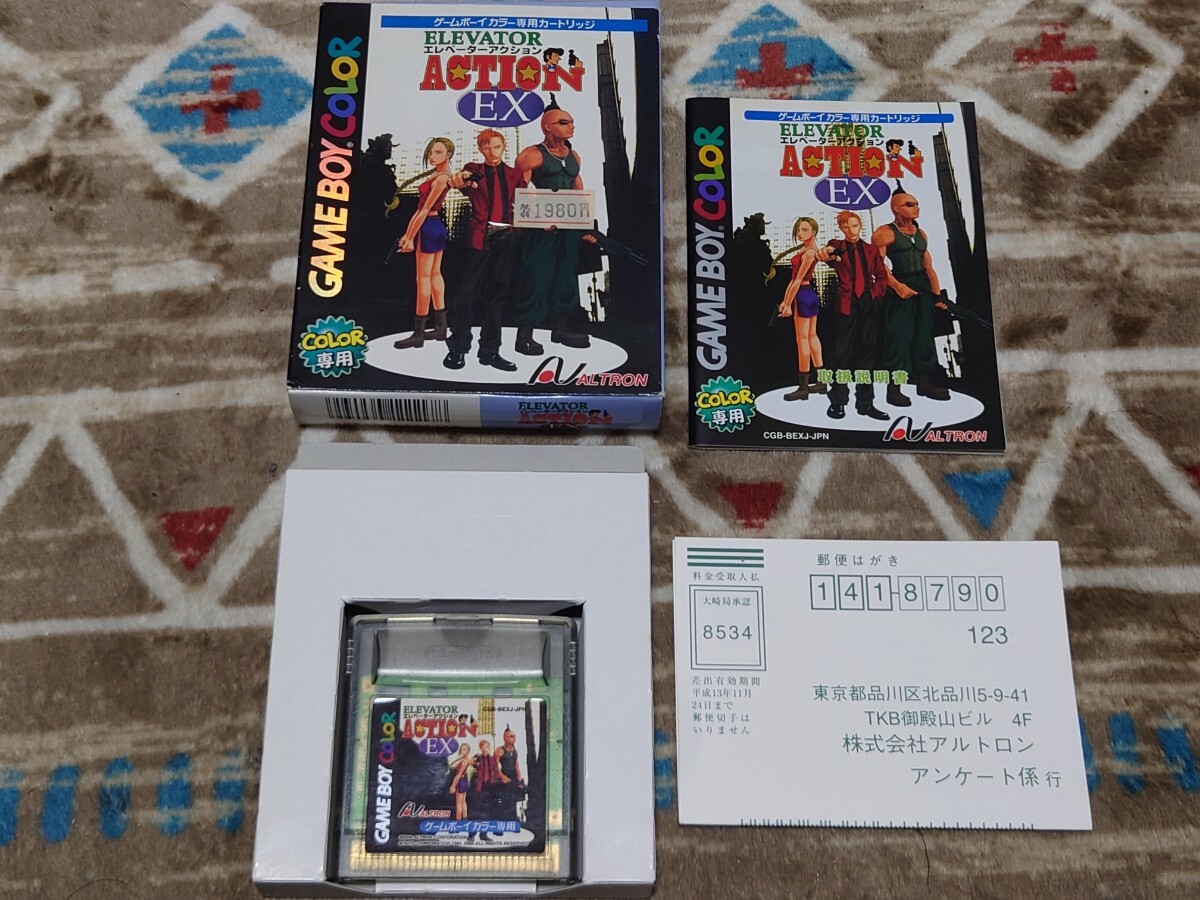 ゲームボーイカラー専用カートリッジ
ELEVATOR
エレベーターアクション
ACTION
EX
GAME BOY COLOR
1980円
COLOR
専用
ALTRON
ELEVATOR
ACTION
EX
ゲームボーイカラー専用カートリッジ
ELEVATOR
エレベーターアクション
ACTION
EX
GAME BOY COLOR
取扱説明書
COLOR
専用
CGB-BEXJ-JPN
ALTRON
CGB-BEXJ-JPN
ELEVATOR
エレベーターアクション
ACTION
EX
GAME BOY COLOR
ALTRON
ゲームボーイカラー専用
郵便はがき
料金受取人払
大崎局承認
8534
差出有効期間
平成13年11月
24日まで
郵便切手は
いりません
141-8790
123
東京都品川区北品川5-9-41
TKB御殿山ビル 4F
株式会社アルトロン
アンケート係 行